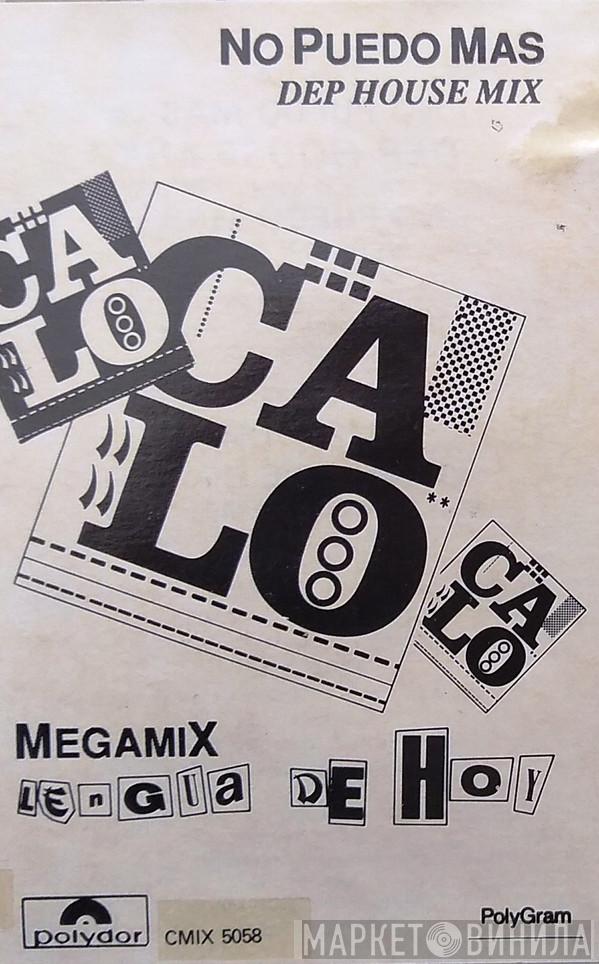 NO PUEDO MAS
DEP HOUSE MIX
CA
LO
CA
LO
CA
LO
MEGAMIX
LEnGUa DE HOY
polydor
CMIX 5058
PolyGram
МАРКЕТ ВИНИЛА